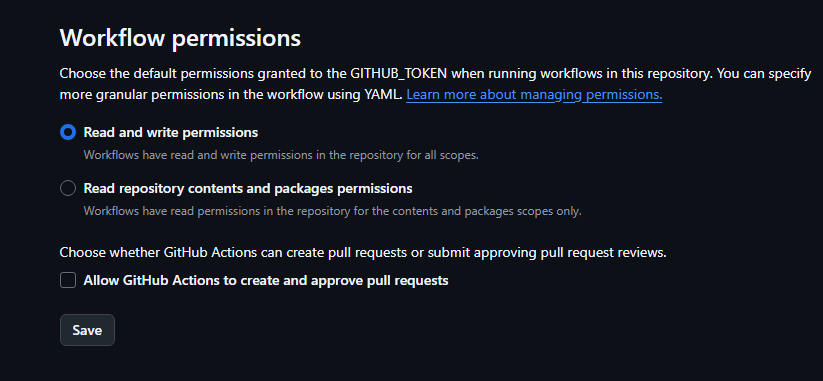 Workflow permissions
Choose the default permissions granted to the GITHUB_TOKEN when running workflows in this repository. You can specify
more granular permissions in the workflow using YAML. Learn more about managing permissions.
Read and write permissions
Workflows have read and write permissions in the repository for all scopes.
Read repository contents and packages permissions
Workflows have read permissions in the repository for the contents and packages scopes only.
Choose whether GitHub Actions can create pull requests or submit approving pull request reviews.
Allow GitHub Actions to create and approve pull requests
Save